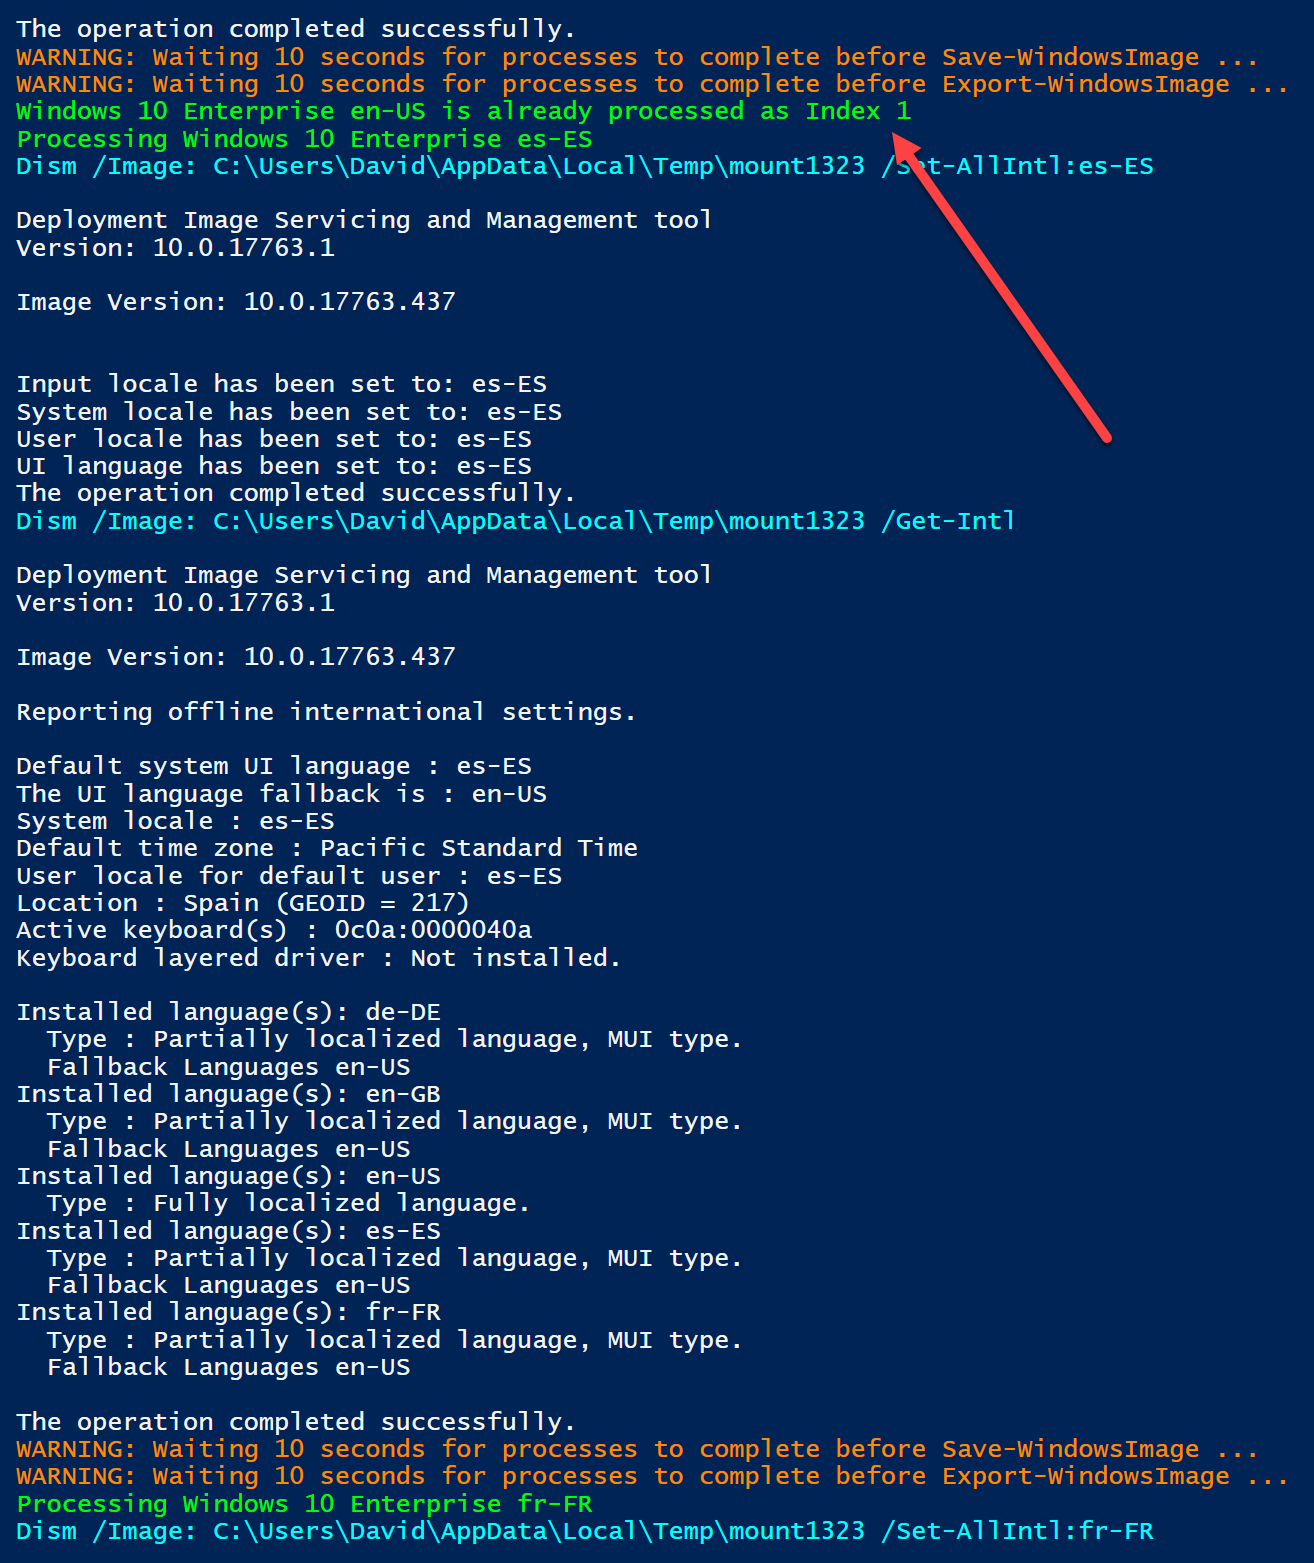 The operation completed successfully.
WARNING: Waiting 10 seconds for processes to complete before Save-WindowsImage ...
WARNING: Waiting 10 seconds for processes to complete before Export-WindowsImage ...
Windows 10 Enterprise en-US is already processed as Index 1
Processing Windows 10 Enterprise es-ES
Dism /Image: C:\Users\David\AppData\Local\Temp\mount1323 /Set-AllIntl:es-ES
Deployment Image Servicing and Management tool
Version: 10.0.17763.1
Image Version: 10.0.17763.437
Input locale has been set to: es-ES
System locale has been set to: es-ES
User locale has been set to: es-ES
UI language has been set to: es-ES
The operation completed successfully.
Dism /Image: C:\Users\David\AppData\Local\Temp\mount1323 /Get-Intl
Deployment Image Servicing and Management tool
Version: 10.0.17763.1
Image Version: 10.0.17763.437
Reporting offline international settings.
Default system UI language : es-ES
The UI language fallback is : en-US
System locale : es-ES
Default time zone : Pacific Standard Time
User locale for default user : es-ES
Location : Spain (GEOID = 217)
Active keyboard(s) : 0c0a:0000040a
Keyboard layered driver : Not installed.
Installed language(s): de-DE
  Type : Partially localized language, MUI type.
  Fallback Languages en-US
Installed language(s): en-GB
  Type : Partially localized language, MUI type.
  Fallback Languages en-US
Installed language(s): en-US
  Type : Fully localized language.
Installed language(s): es-ES
  Type : Partially localized language, MUI type.
  Fallback Languages en-US
Installed language(s): fr-FR
  Type : Partially localized language, MUI type.
  Fallback Languages en-US
The operation completed successfully.
WARNING: Waiting 10 seconds for processes to complete before Save-WindowsImage ...
WARNING: Waiting 10 seconds for processes to complete before Export-WindowsImage ...
Processing Windows 10 Enterprise fr-FR
Dism /Image: C:\Users\David\AppData\Local\Temp\mount1323 /Set-AllIntl:fr-FR